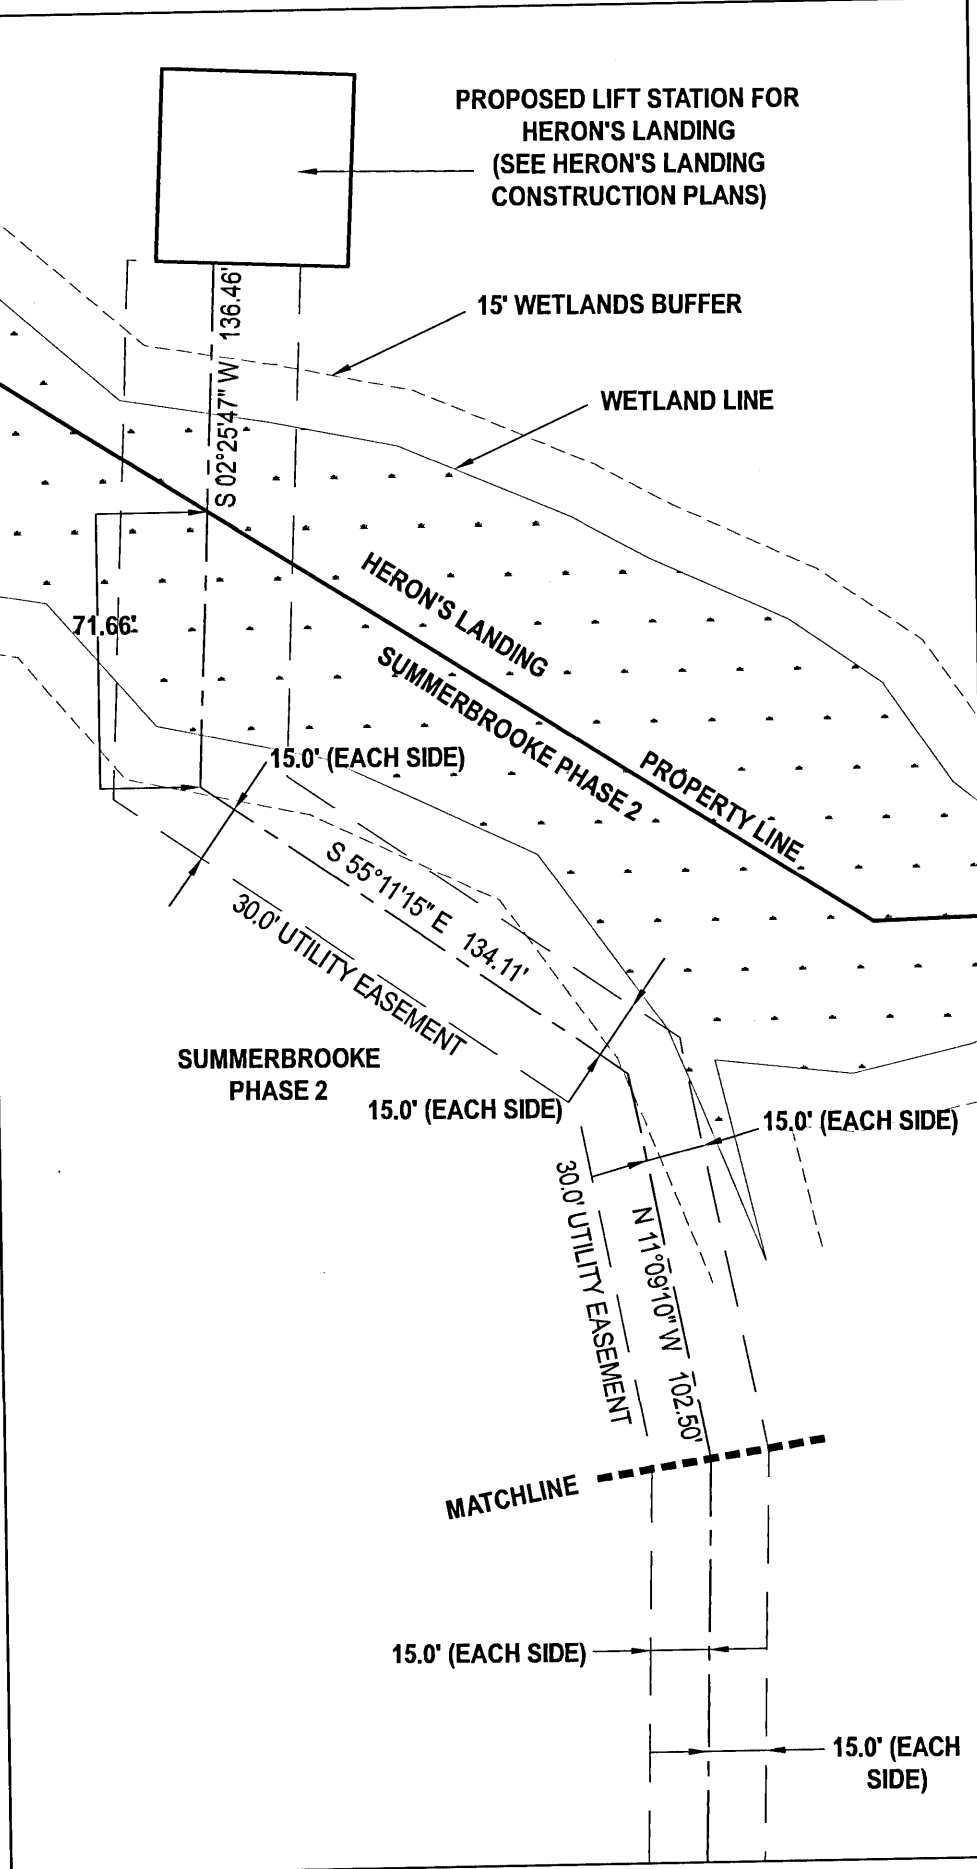 PROPOSED LIFT STATION FOR
HERON'S LANDING
(SEE HERON'S LANDING
CONSTRUCTION PLANS)
S 02°25'47" W 136.46'
15' WETLANDS BUFFER
WETLAND LINE
HERON'S LANDING
71.66'
SUMMERBROOKE PHASE 2
PROPERTY LINE
15.0' (EACH SIDE)
S 55°11'15" E 134.11'
30.0' UTILITY EASEMENT
SUMMERBROOKE
PHASE 2
15.0' (EACH SIDE)
15.0' (EACH SIDE)
30.0' UTILITY EASEMENT
N 11°09'10" W 102.50'
MATCHLINE
15.0' (EACH SIDE)
15.0' (EACH
SIDE)